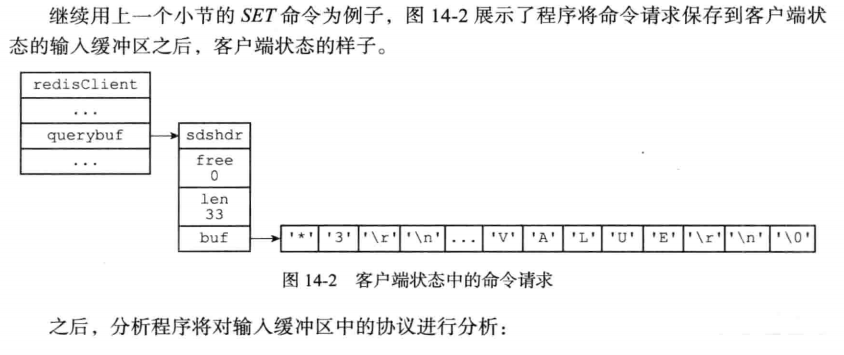 继续用上一个小节的 SET 命令为例子，图 14-2 展示了程序将命令请求保存到客户端状
态的输入缓冲区之后，客户端状态的样子。
redisClient
...
querybuf
...
sdshdr
free
0
len
33
buf
'*' '3' '\r' '\n' ... 'V' 'A' 'L' 'U' 'E' '\r' '\n' '\0'
图 14-2 客户端状态中的命令请求
之后，分析程序将对输入缓冲区中的协议进行分析：